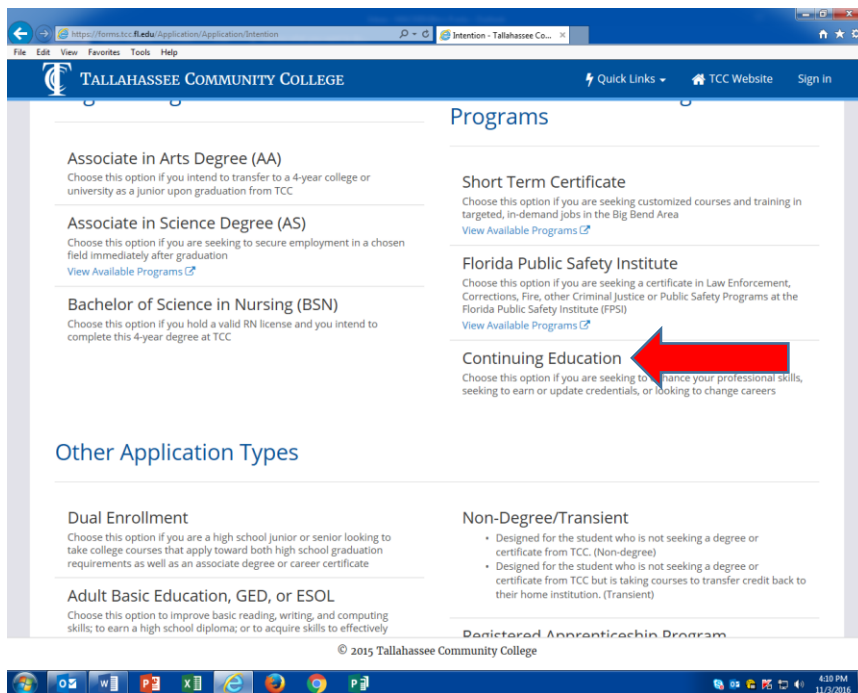 https://forms.tcc.fl.edu/Application/Application/Intention
Intention - Tallahassee Co...
File Edit View Favorites Tools Help
TALLAHASSEE COMMUNITY COLLEGE
Quick Links
TCC Website
Sign in
Programs
Associate in Arts Degree (AA)
Choose this option if you intend to transfer to a 4-year college or
university as a junior upon graduation from TCC
Associate in Science Degree (AS)
Choose this option if you are seeking to secure employment in a chosen
field immediately after graduation
View Available Programs
Bachelor of Science in Nursing (BSN)
Choose this option if you hold a valid RN license and you intend to
complete this 4-year degree at TCC
Short Term Certificate
Choose this option if you are seeking customized courses and training in
targeted, in-demand jobs in the Big Bend Area
View Available Programs
Florida Public Safety Institute
Choose this option if you are seeking a certificate in Law Enforcement,
Corrections, Fire, other Criminal Justice or Public Safety Programs at the
Florida Public Safety Institute (FPSI)
View Available Programs
Continuing Education
Choose this option if you are seeking to enhance your professional skills,
seeking to earn or update credentials, or looking to change careers
Other Application Types
Dual Enrollment
Choose this option if you are a high school junior or senior looking to
take college courses that apply toward both high school graduation
requirements as well as an associate degree or career certificate
Adult Basic Education, GED, or ESOL
Choose this option to improve basic reading, writing, and computing
skills; to earn a high school diploma; or to acquire skills to effectively
Non-Degree/Transient
• Designed for the student who is not seeking a degree or
certificate from TCC. (Non-degree)
• Designed for the student who is not seeking a degree or
certificate from TCC but is taking courses to transfer credit back to
their home institution. (Transient)
Registered Apprenticeship Program
© 2015 Tallahassee Community College
4:10 PM
11/3/2016